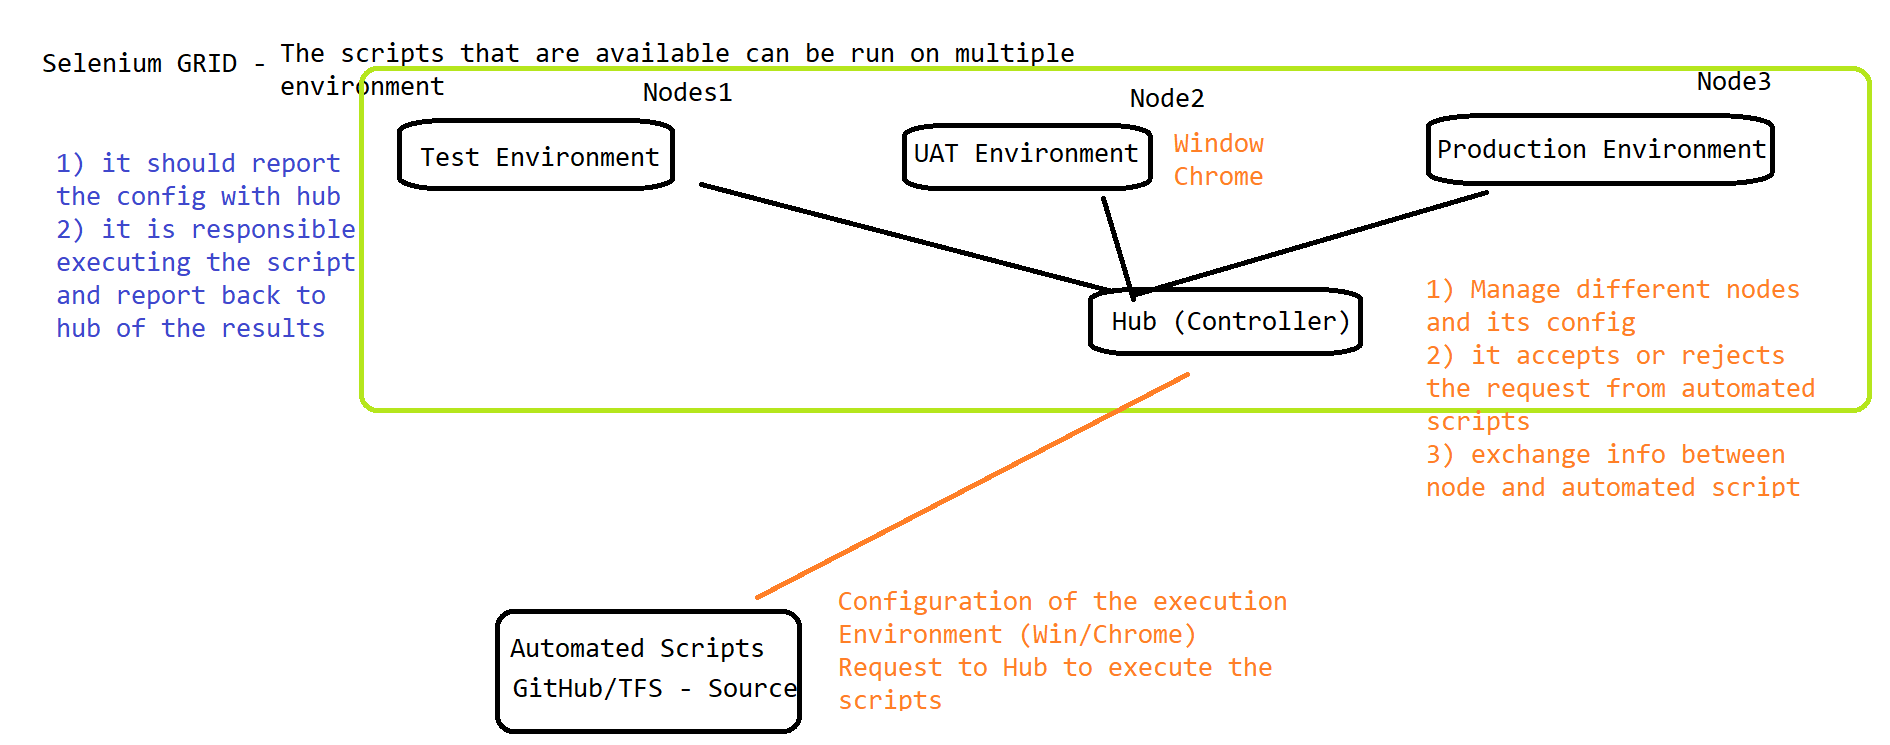 Selenium GRID - The scripts that are available can be run on multiple
environment
Nodes1
Node2
Node3
Test Environment
UAT Environment
Window
Chrome
Production Environment
1) it should report
the config with hub
2) it is responsible
executing the script
and report back to
hub of the results
Hub (Controller)
1) Manage different nodes
and its config
2) it accepts or rejects
the request from automated
scripts
3) exchange info between
node and automated script
Automated Scripts
GitHub/TFS - Source
Configuration of the execution
Environment (Win/Chrome)
Request to Hub to execute the
scripts